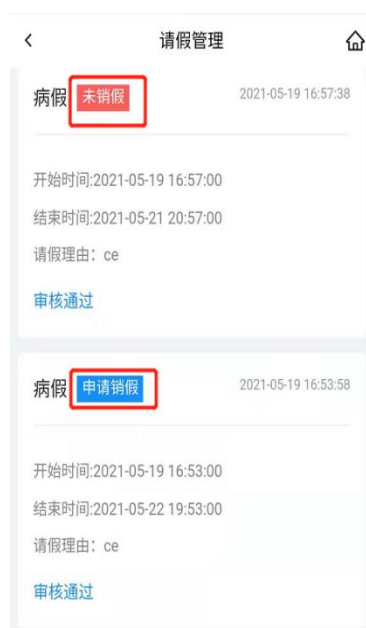 请假管理
病假 未销假 2021-05-19 16:57:38
开始时间:2021-05-19 16:57:00
结束时间:2021-05-21 20:57:00
请假理由：ce
审核通过
病假 申请销假 2021-05-19 16:53:58
开始时间:2021-05-19 16:53:00
结束时间:2021-05-22 19:53:00
请假理由：ce
审核通过